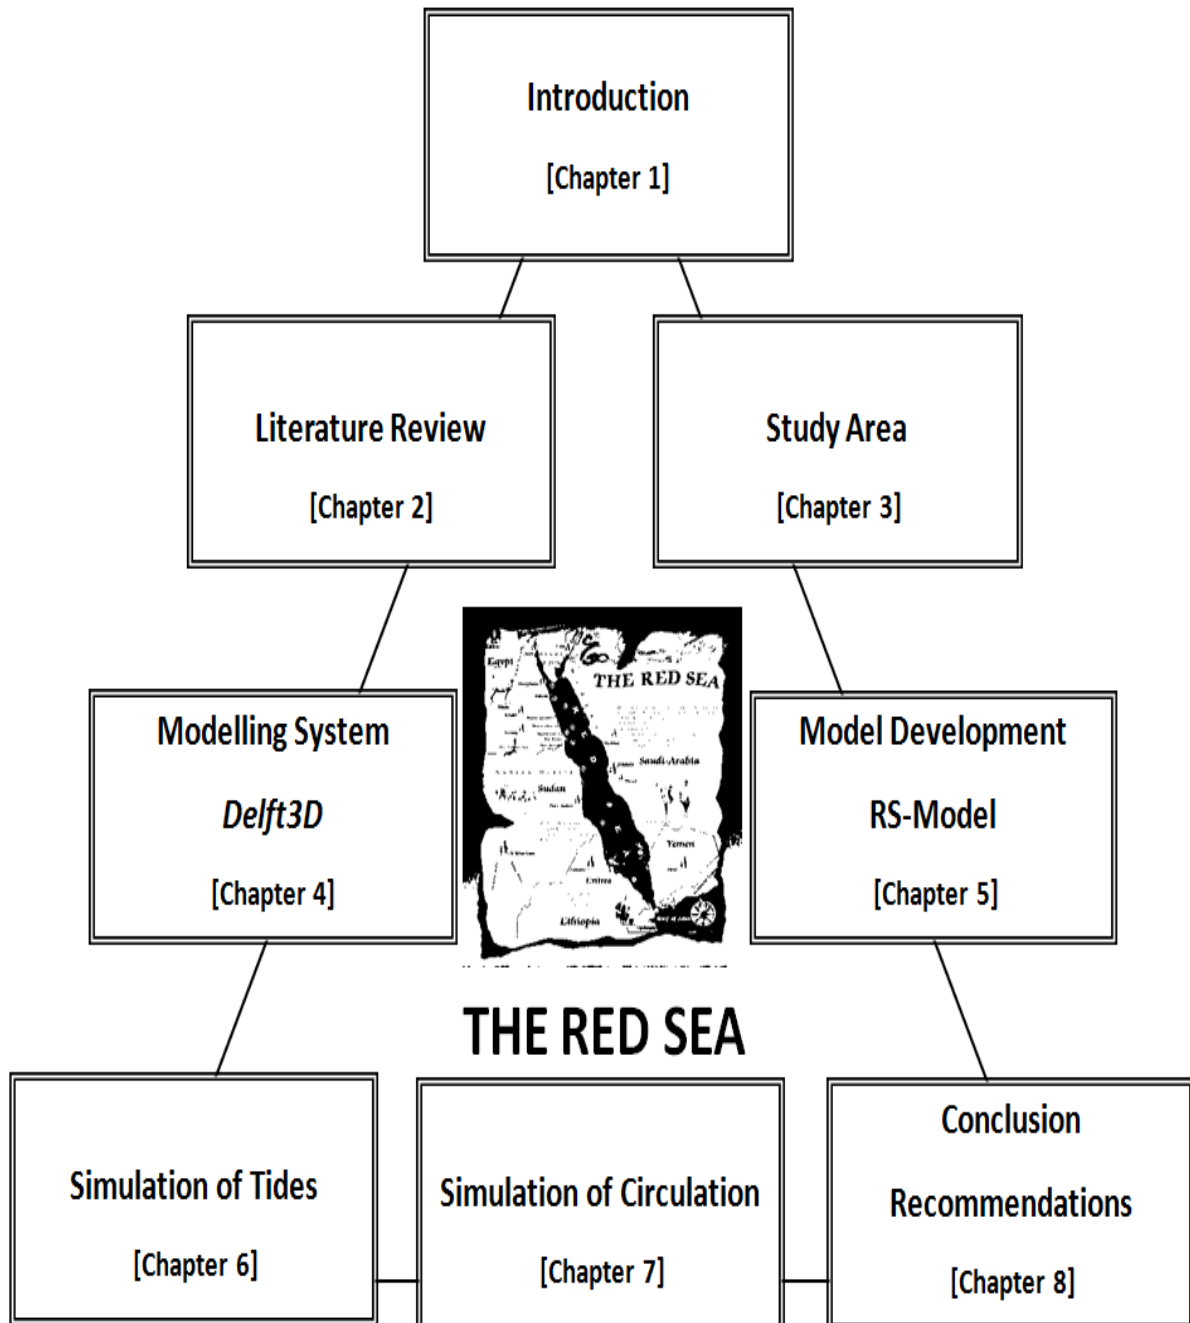 Introduction
[Chapter 1]
Literature Review
[Chapter 2]
Study Area
[Chapter 3]
Modelling System
Delft3D
[Chapter 4]
Egypt
THE RED SEA
Saudi-Arabia
Sudan
Yemen
Eritrea
Ethiopia
Model Development
RS-Model
[Chapter 5]
THE RED SEA
Simulation of Tides
[Chapter 6]
Simulation of Circulation
[Chapter 7]
Conclusion
Recommendations
[Chapter 8]